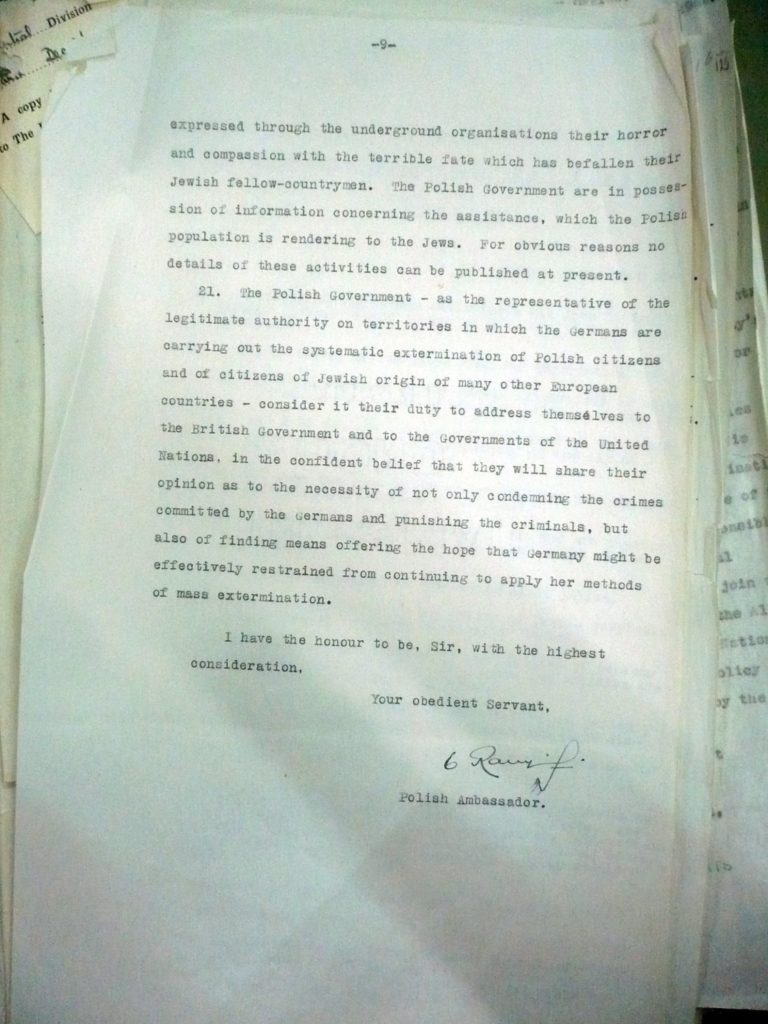 -9-
expressed through the underground organisations their horror
and compassion with the terrible fate which has befallen their
Jewish fellow-countrymen. The Polish Government are in posses-
sion of information concerning the assistance, which the Polish
population is rendering to the Jews. For obvious reasons no
details of these activities can be published at present.
21. The Polish Government - as the representative of the
legitimate authority on territories in which the Germans are
carrying out the systematic extermination of Polish citizens
and of citizens of Jewish origin of many other European
countries - consider it their duty to address themselves to
the British Government and to the Governments of the United
Nations, in the confident belief that they will share their
opinion as to the necessity of not only condemning the crimes
committed by the Germans and punishing the criminals, but
also of finding means offering the hope that Germany might be
effectively restrained from continuing to apply her methods
of mass extermination.
I have the honour to be, Sir, with the highest
consideration,
Your obedient Servant,
Polish Ambassador.
Division
Dec
A copy
to The
join
olicy
by the